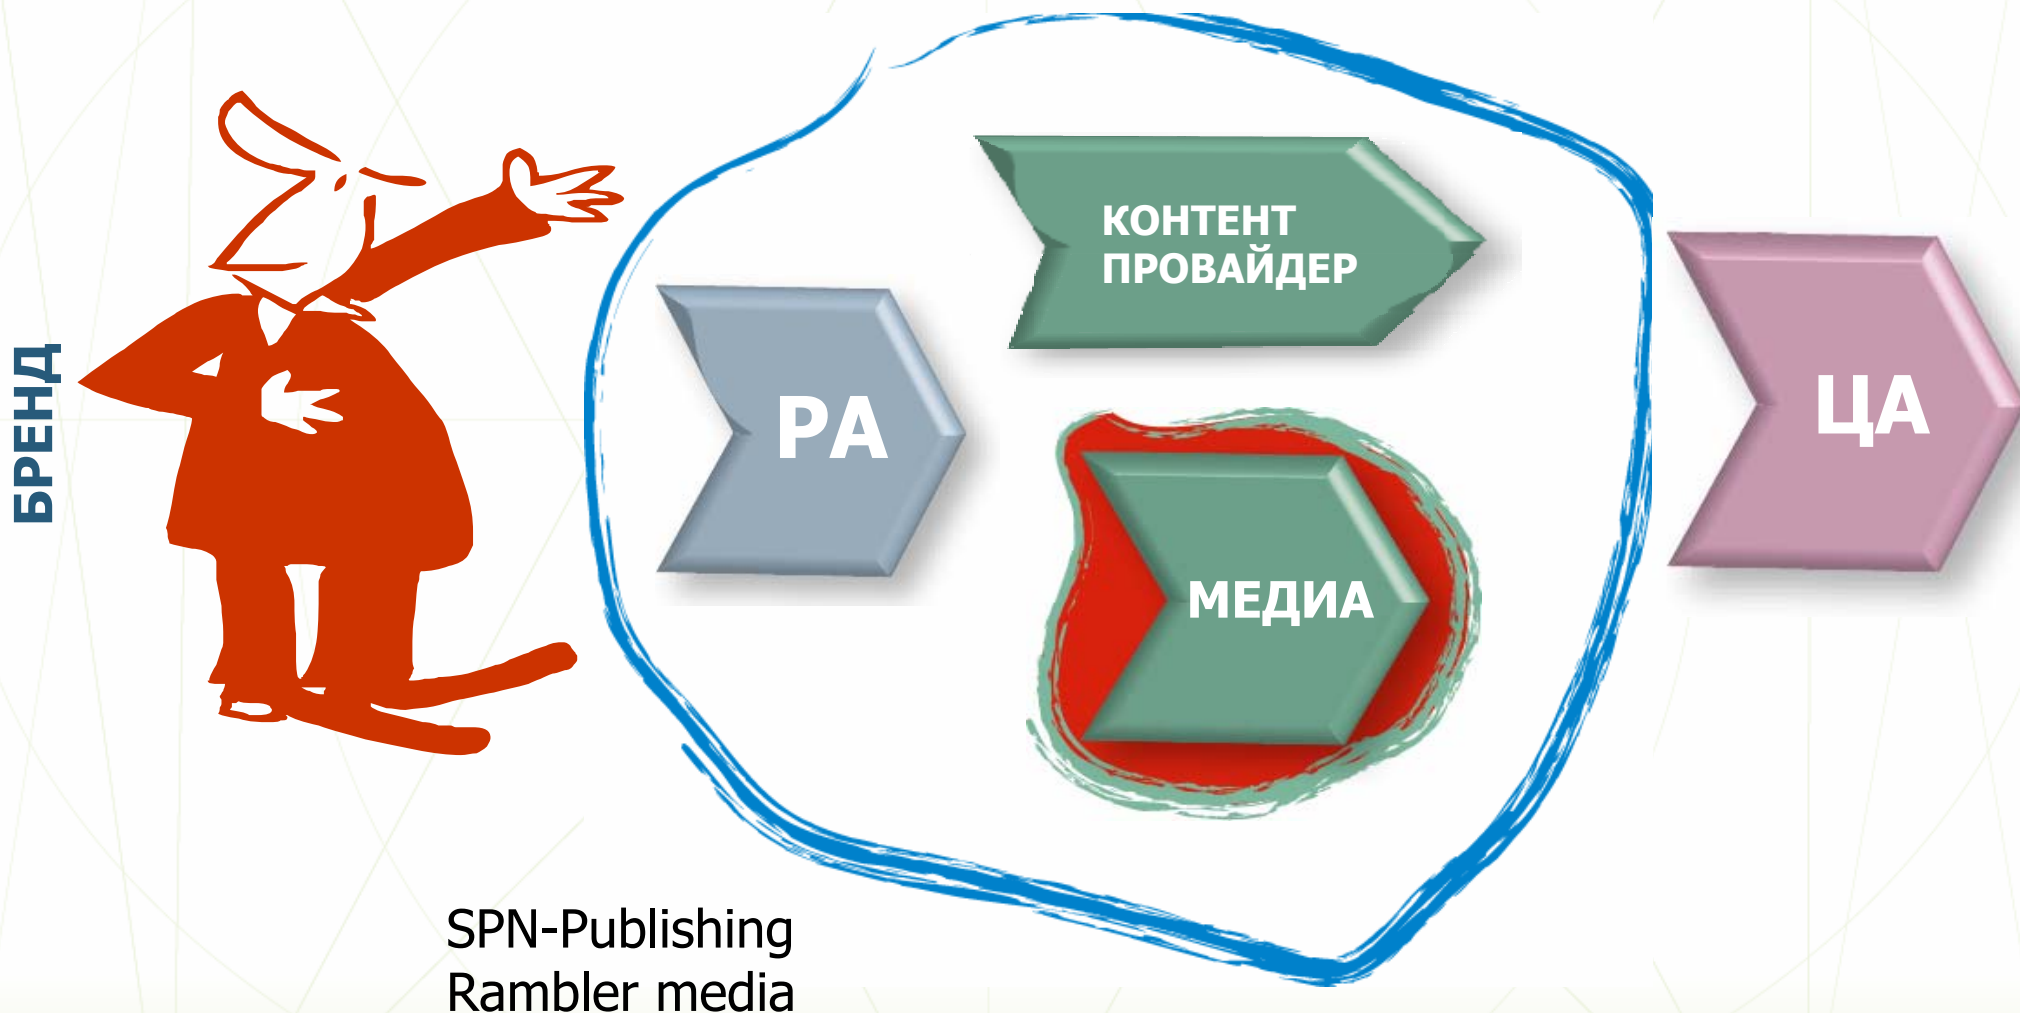 БРЕНД
РА
КОНТЕНТ
ПРОВАЙДЕР
МЕДИА
ЦА
SPN-Publishing
Rambler media